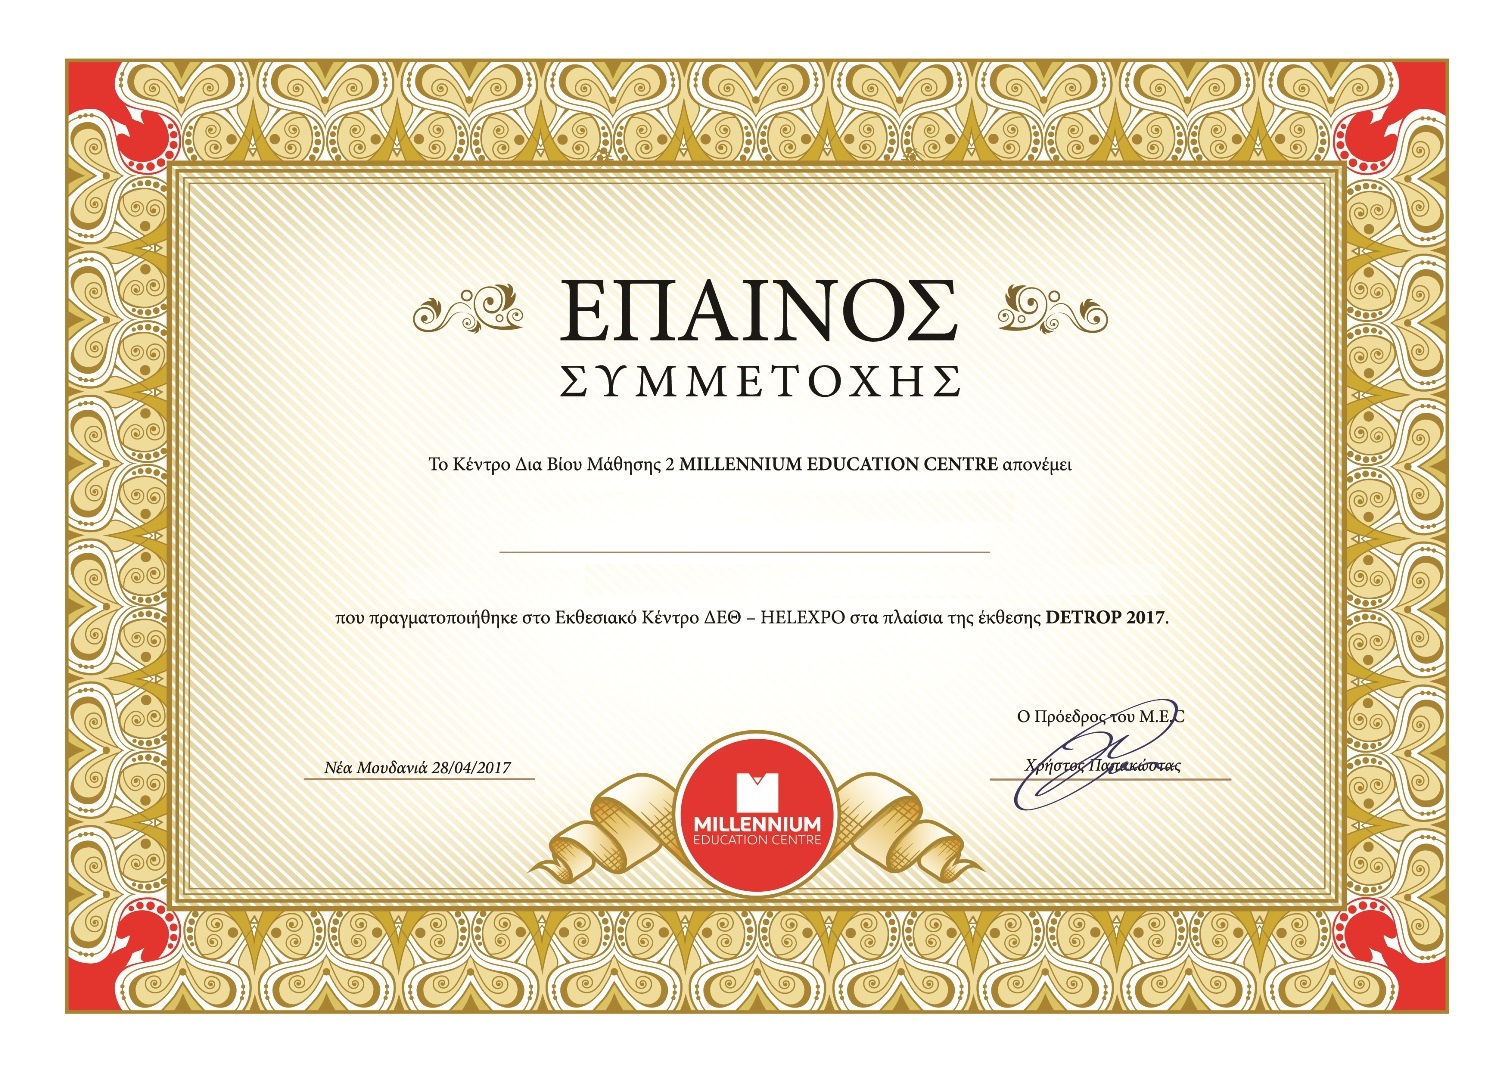 ΕΠΑΙΝΟΣ
ΣΥΜΜΕΤΟΧΗΣ
Το Κέντρο Δια Βίου Μάθησης 2 MILLENNIUM EDUCATION CENTRE απονέμει
που πραγματοποιήθηκε στο Εκθεσιακό Κέντρο ΔΕΘ – HELEXPO στα πλαίσια της έκθεσης DETROP 2017.
Ο Πρόεδρος του M.E.C
Νέα Μουδανιά 28/04/2017
Χρήστος Παπακώστας
MILLENNIUM
EDUCATION CENTRE